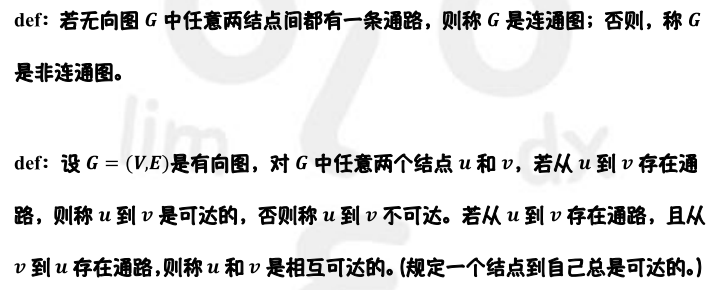 def：若无向图 G 中任意两结点间都有一条通路，则称 G 是连通图；否则，称 G
是非连通图。
def：设 G = (V,E)是有向图，对 G 中任意两个结点 u 和 v，若从 u 到 v 存在通
路，则称 u 到 v 是可达的，否则称 u 到 v 不可达。若从 u 到 v 存在通路，且从
v 到 u 存在通路,则称 u 和 v 是相互可达的。(规定一个结点到自己总是可达的。)
lim
dx